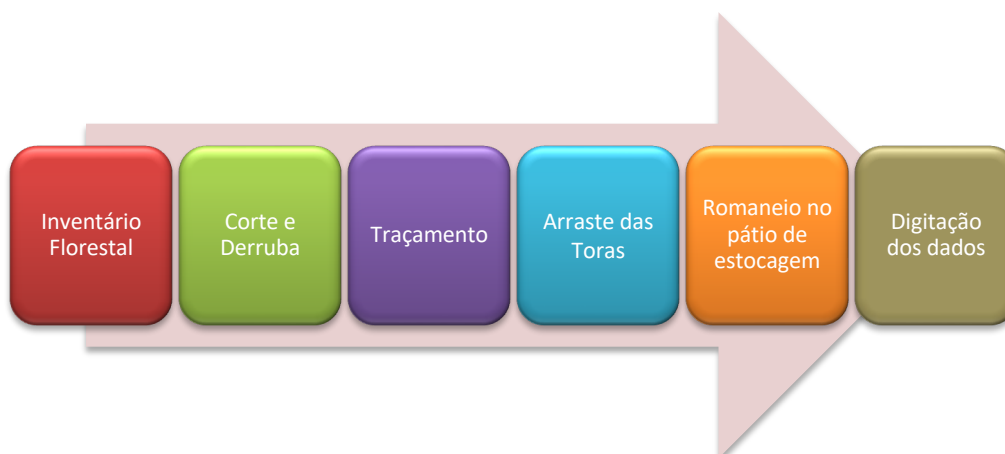 Inventário
Florestal
Corte e
Derruba
Traçamento
Arraste das
Toras
Romaneio no
pátio de
estocagem
Digitação
dos dados